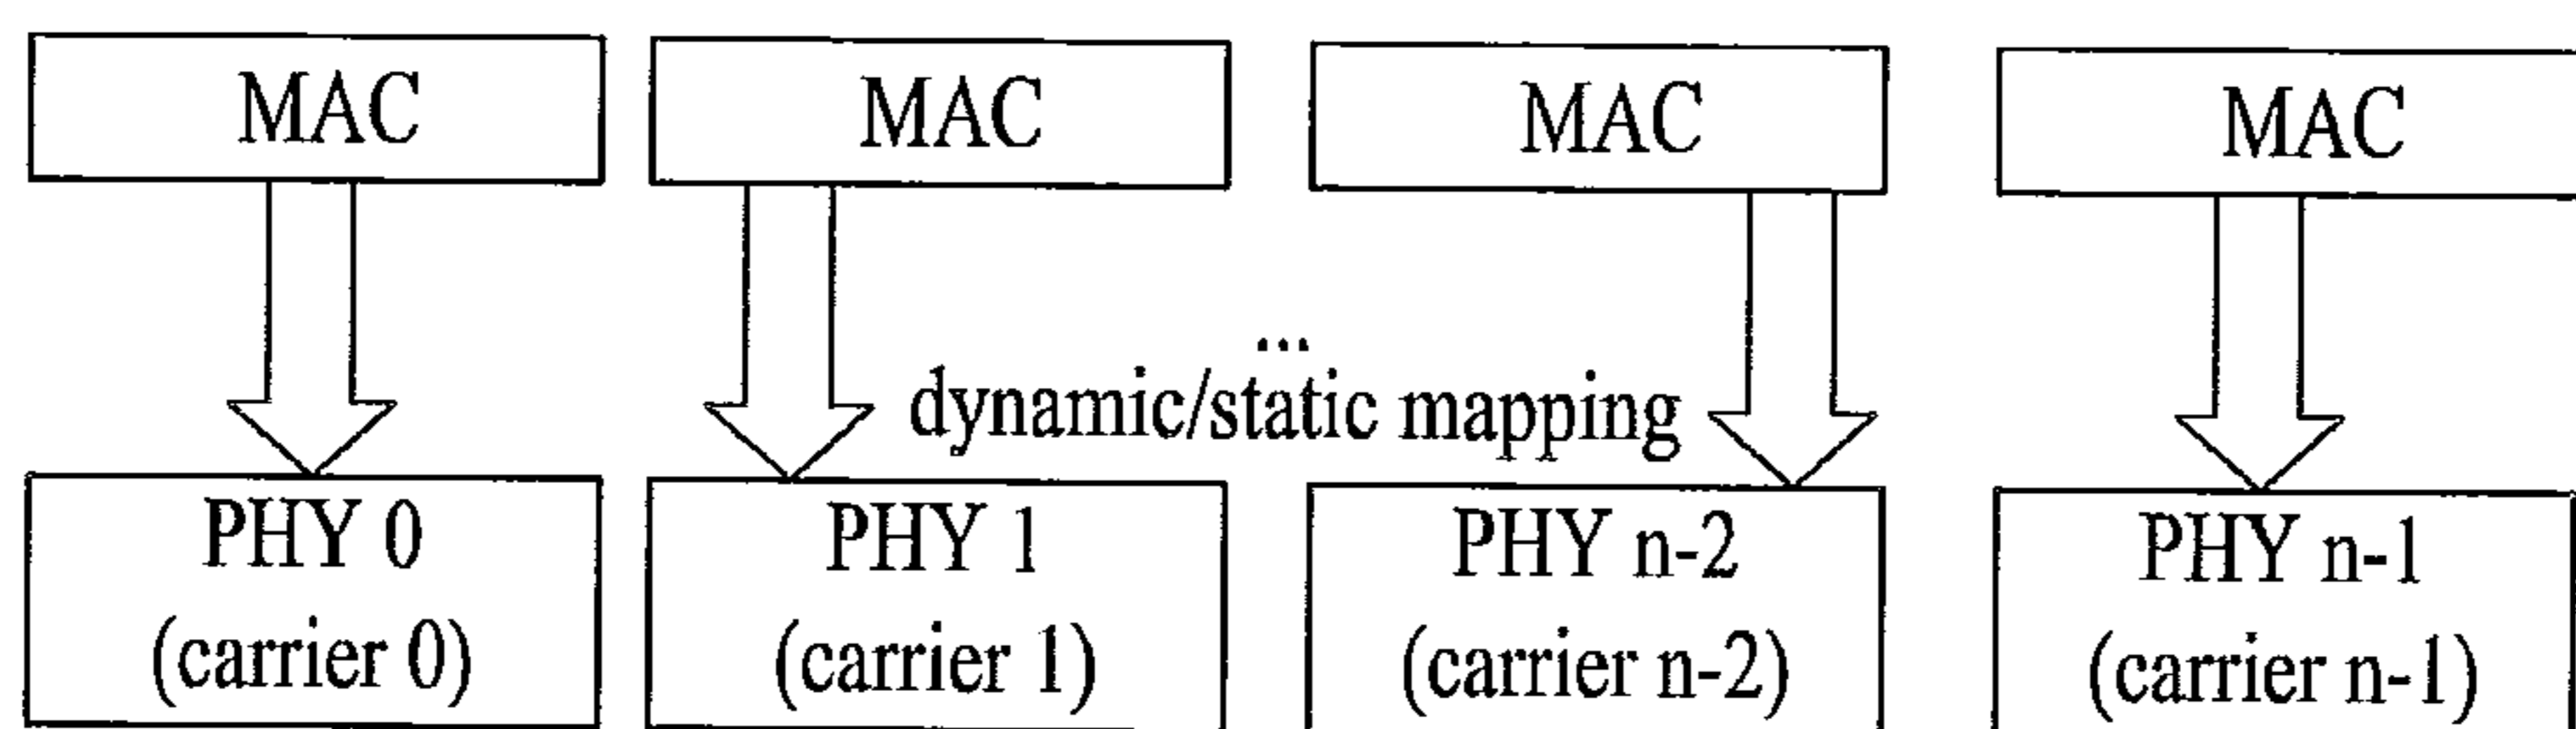 MAC
MAC
MAC
MAC
...
dynamic/static mapping
PHY 0
(carrier 0)
PHY 1
(carrier 1)
PHY n-2
(carrier n-2)
PHY n-1
(carrier n-1)